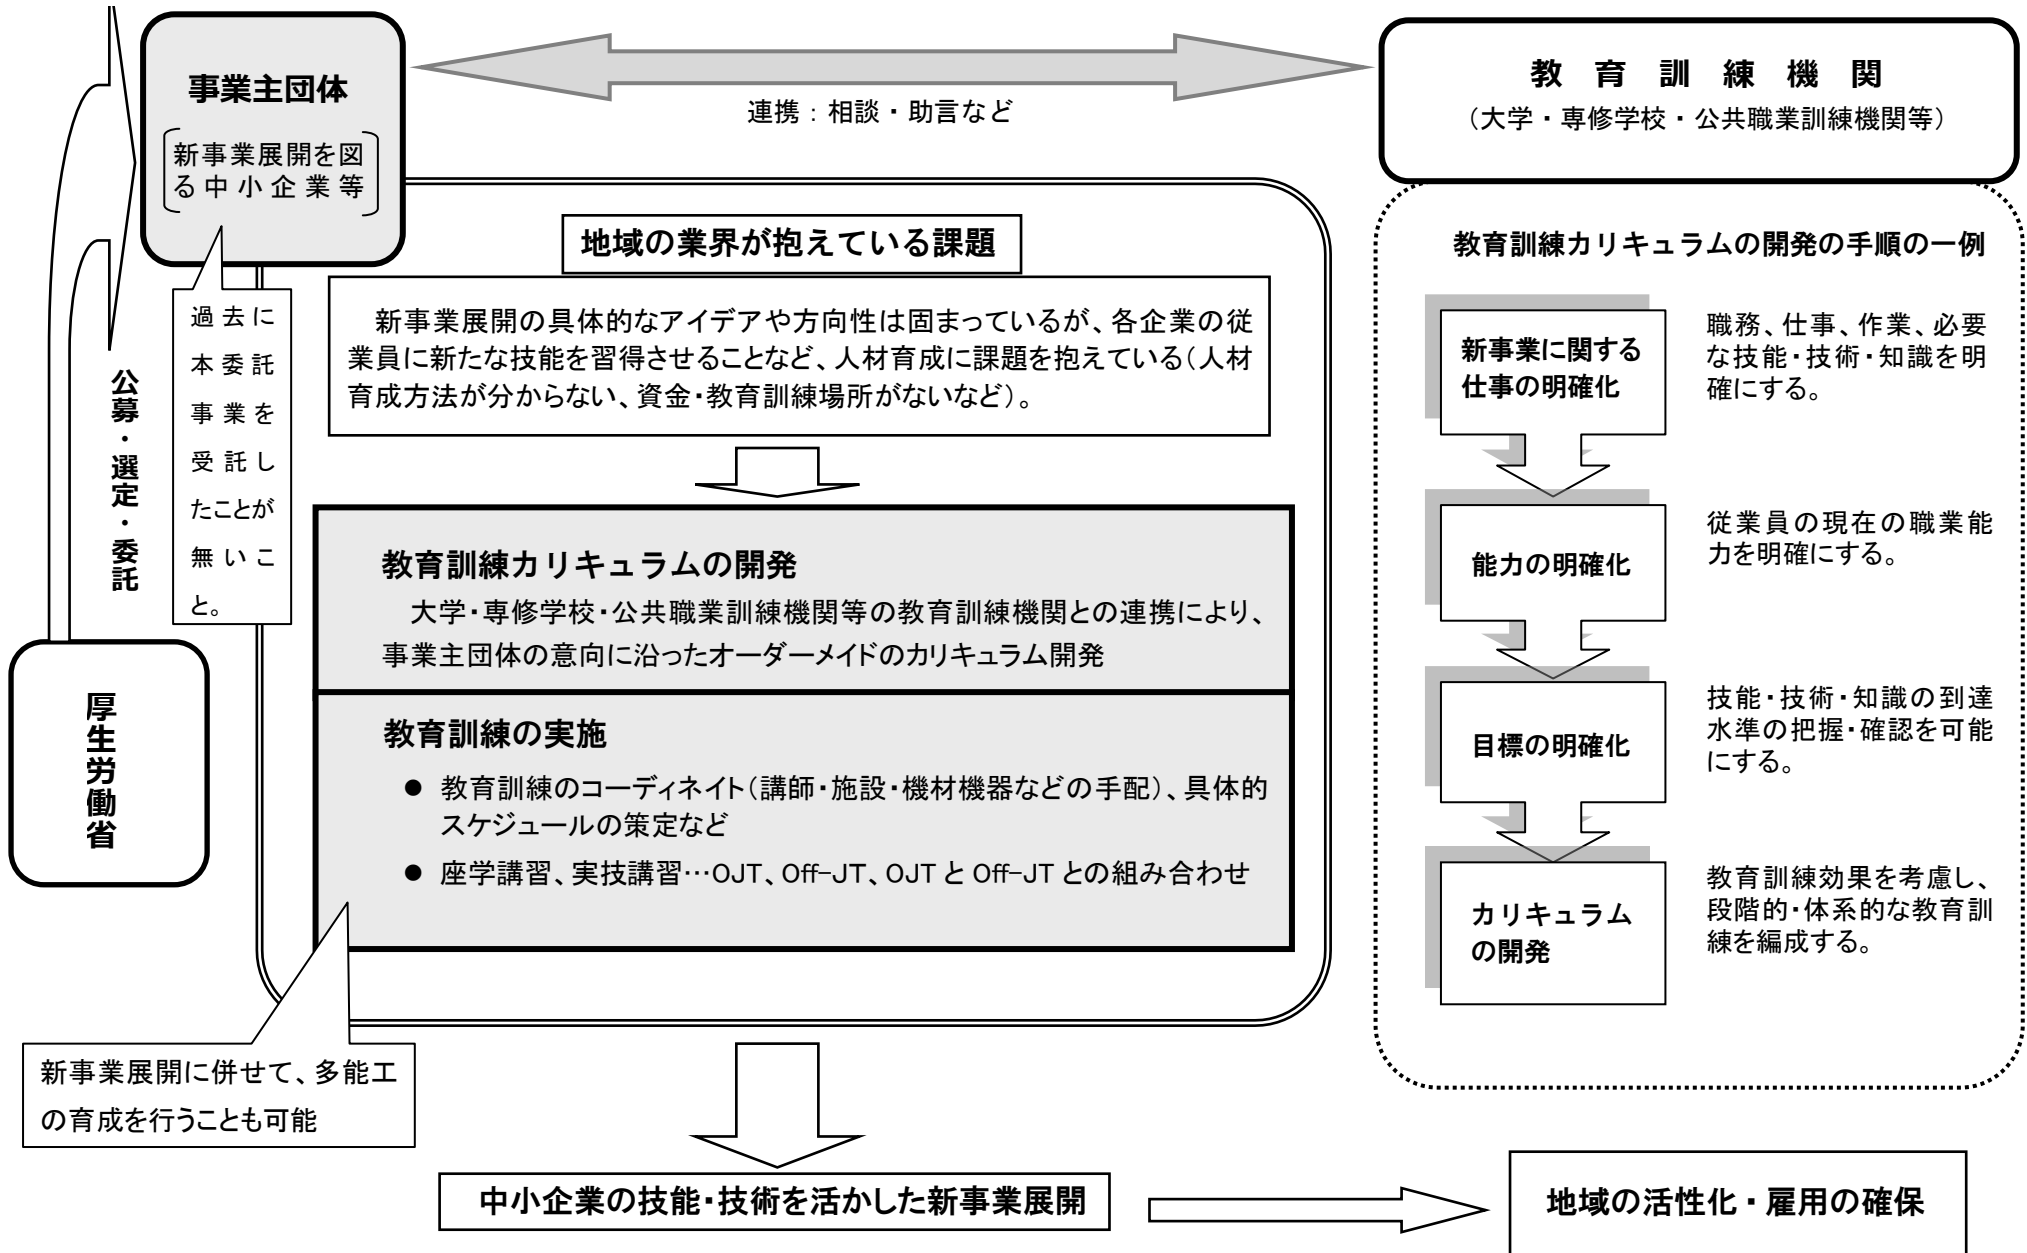 事業主団体
新事業展開を図
る中小企業等
連携：相談・助言など
教育訓練機関
（大学・専修学校・公共職業訓練機関等）
過去に
本委託
事業を
受託し
たことが
無いこ
と。
公募・選定・委託
厚生労働省
地域の業界が抱えている課題
新事業展開の具体的なアイデアや方向性は固まっているが、各企業の従
業員に新たな技能を習得させることなど、人材育成に課題を抱えている（人材
育成方法が分からない、資金・教育訓練場所がないなど）。
教育訓練カリキュラムの開発
大学・専修学校・公共職業訓練機関等の教育訓練機関との連携により、
事業主団体の意向に沿ったオーダーメイドのカリキュラム開発
教育訓練の実施
● 教育訓練のコーディネイト（講師・施設・機材機器などの手配）、具体的
スケジュールの策定など
● 座学講習、実技講習…OJT、Off-JT、OJT と Off-JT との組み合わせ
新事業展開に併せて、多能工
の育成を行うことも可能
教育訓練カリキュラムの開発の手順の一例
新事業に関する
仕事の明確化
職務、仕事、作業、必要
な技能・技術・知識を明
確にする。
能力の明確化
従業員の現在の職業能
力を明確にする。
目標の明確化
技能・技術・知識の到達
水準の把握・確認を可能
にする。
カリキュラム
の開発
教育訓練効果を考慮し、
段階的・体系的な教育訓
練を編成する。
中小企業の技能・技術を活かした新事業展開
地域の活性化・雇用の確保